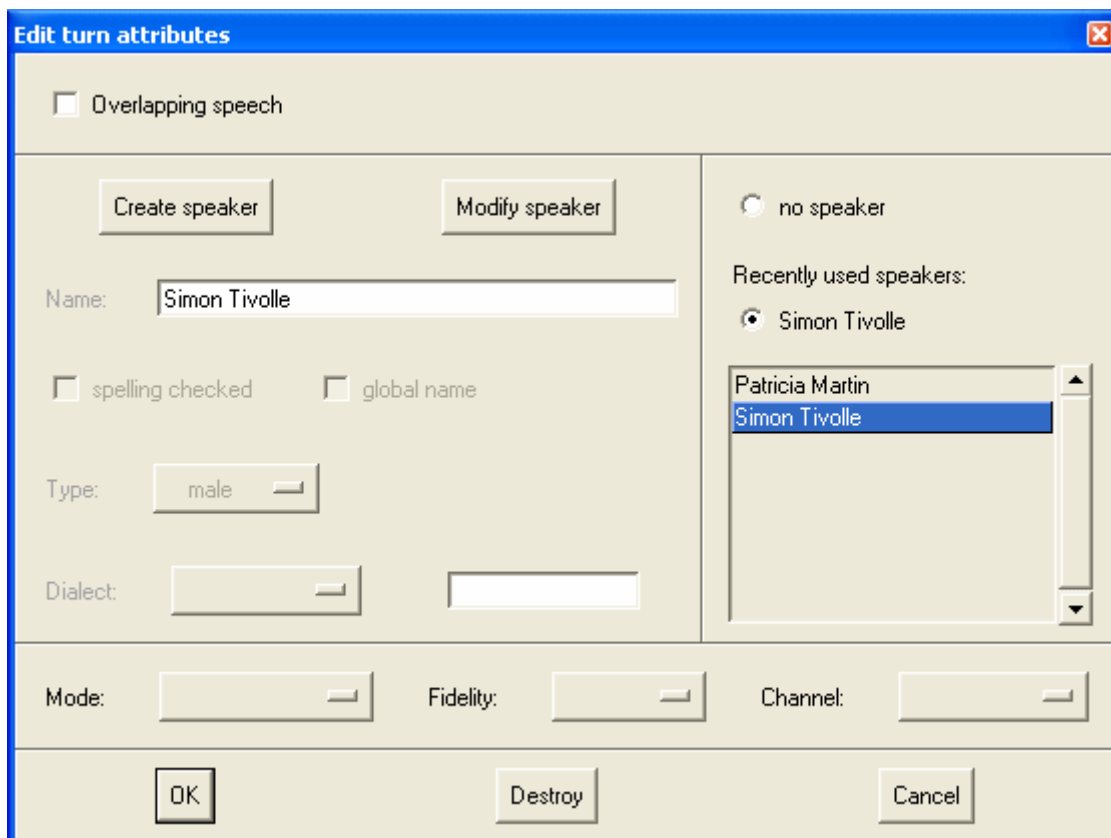 Edit turn attributes
Overlapping speech
Create speaker
Modify speaker
Name:
Simon Tivolle
spelling checked
global name
Type:
male
Dialect:
no speaker
Recently used speakers:
Simon Tivolle
Patricia Martin
Simon Tivolle
Mode:
Fidelity:
Channel:
OK
Destroy
Cancel